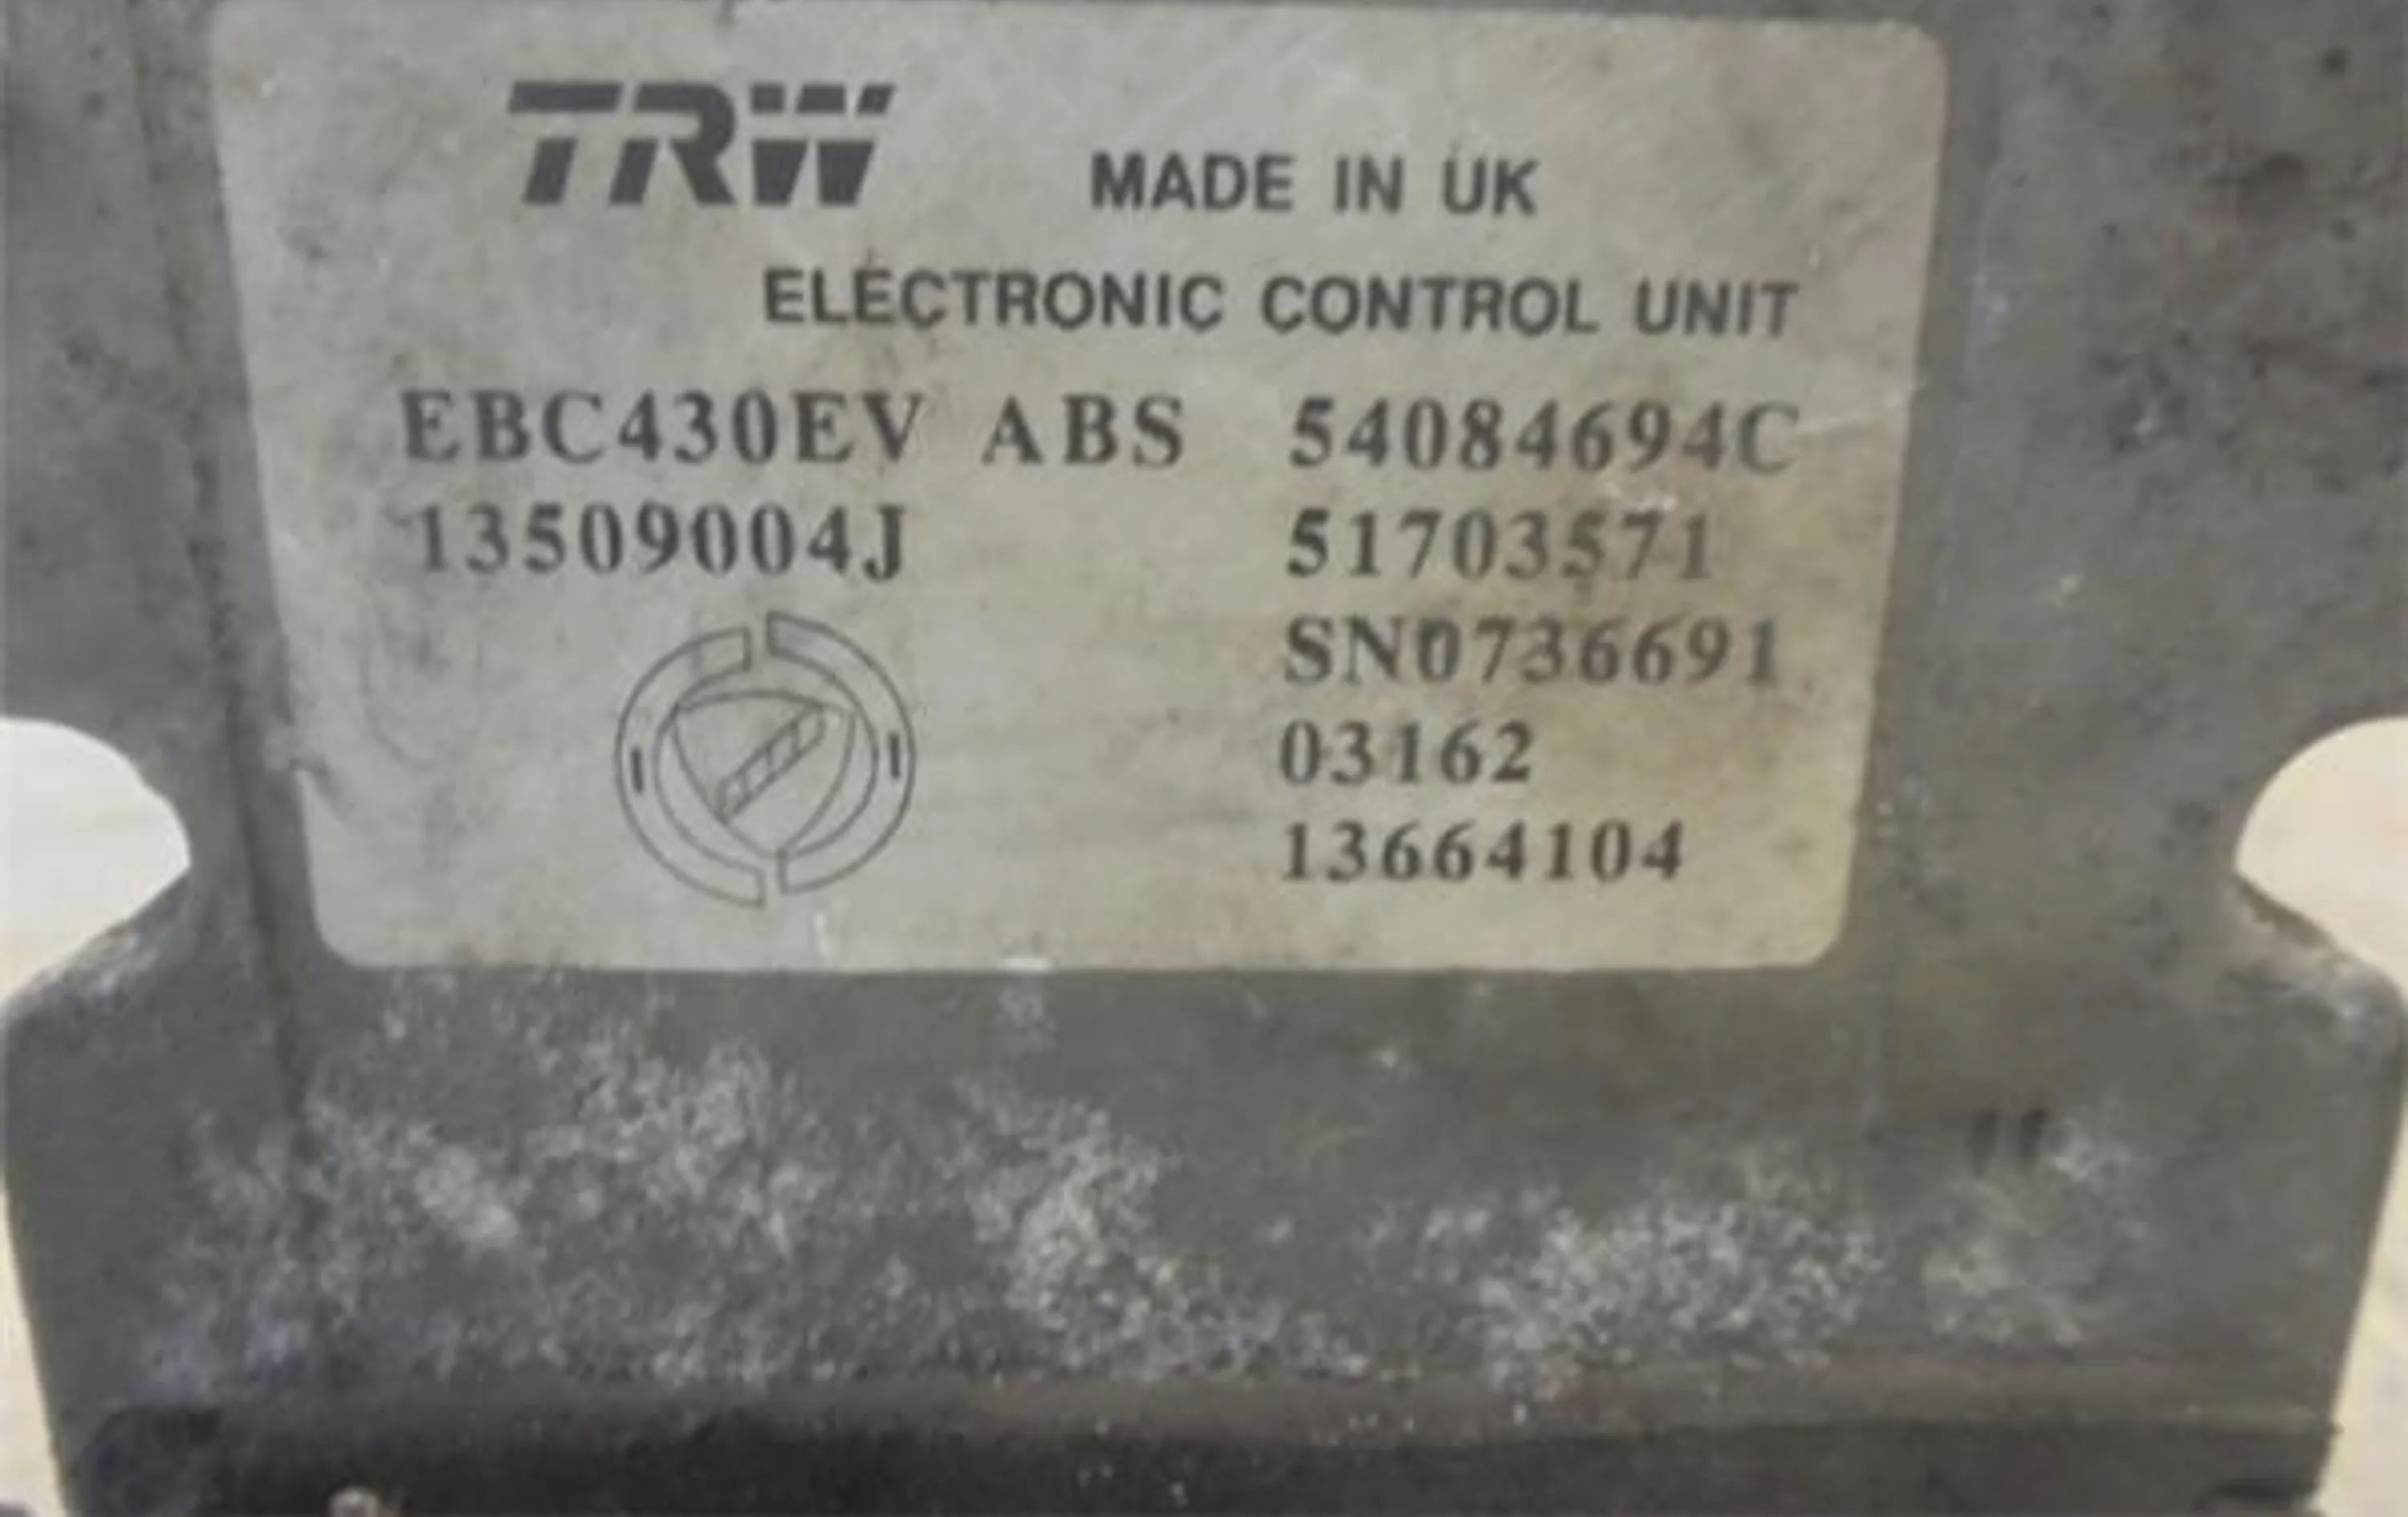 TRW MADE IN UK
ELECTRONIC CONTROL UNIT
EBC430EV ABS 54084694C
13509004J 51703571
SN0736691
03162
13664104